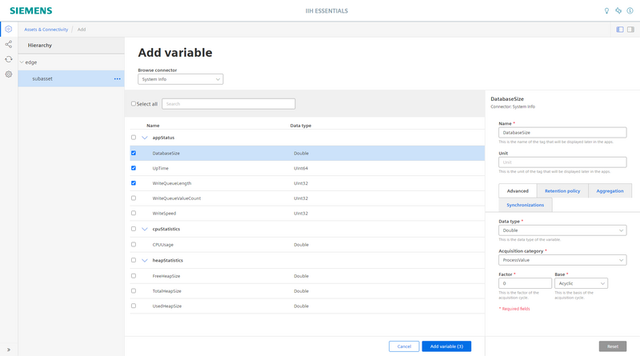 SIEMENS
IIH ESSENTIALS
Assets & Connectivity
Add
Hierarchy
edge
subasset
Add variable
Browse connector
System info
Select all
Search
Name
Data type
appStatus
DatabaseSize
Double
UpTime
UInt64
WriteQueueLength
UInt32
WriteQueueValueCount
UInt32
WriteSpeed
UInt32
cpuStatistics
CPUUsage
Double
heapStatistics
FreeHeapSize
Double
TotalHeapSize
Double
UsedHeapSize
Double
Cancel
Add variable (3)
DatabaseSize
Connector: System info
Name *
DatabaseSize
This is the name of the tag that will be displayed later in the apps.
Unit
Unit
This is the unit of the tag that will be displayed later in the apps.
Advanced
Retention policy
Aggregation
Synchronizations
Data type *
Double
This is the data type of the variable.
Acquisition category *
ProcessValue
Factor *
Base *
0
Acyclic
This is the factor of the acquisition cycle
This is the basis of the acquisition cycle
* Required fields
Reset